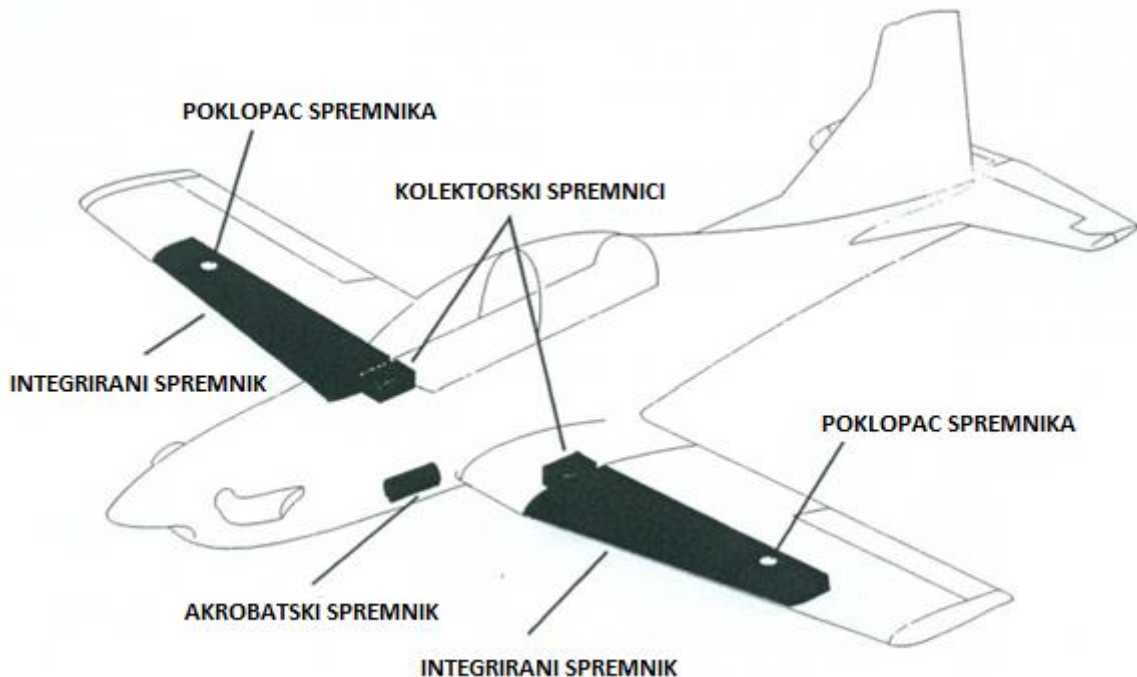 POKLOPAC SPREMNIKA
KOLEKTORSKI SPREMNICI
INTEGRIRANI SPREMNIK
POKLOPAC SPREMNIKA
AKROBATSKI SPREMNIK
INTEGRIRANI SPREMNIK